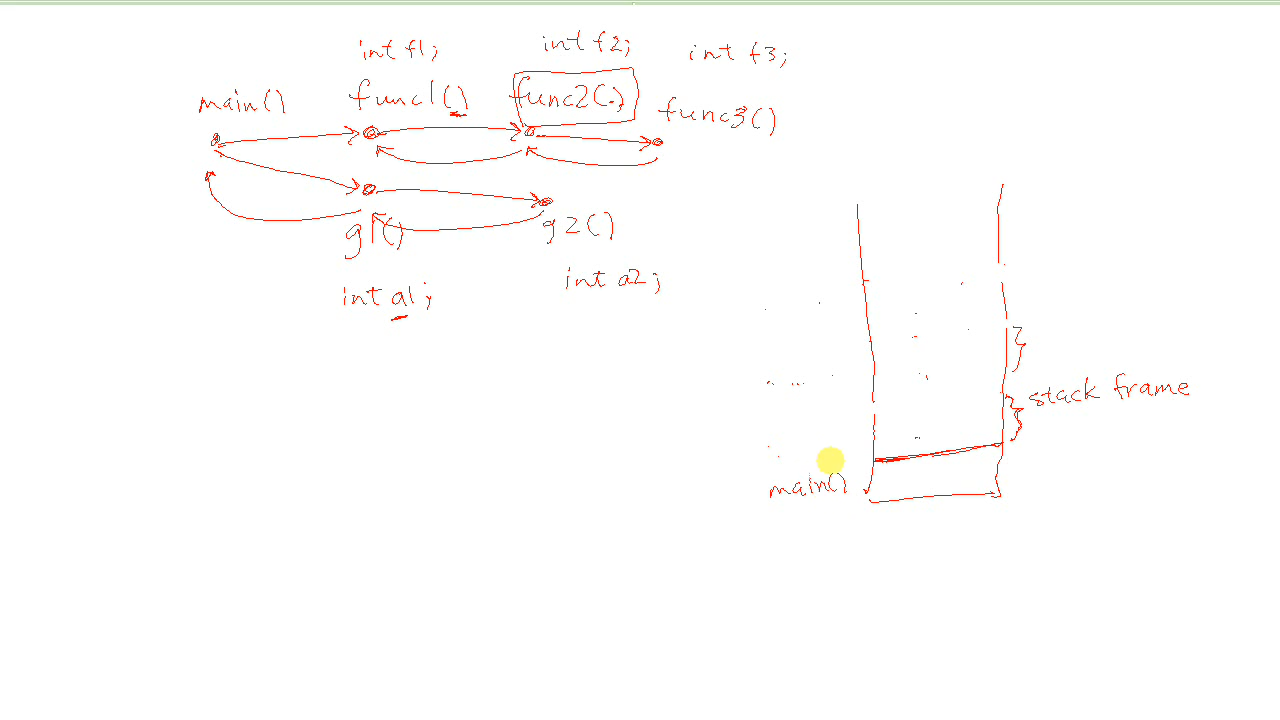 int f1;
int f2;
int f3;
main()
func1()
func2()
func3()
g1()
g2()
int a1;
int a2;
stack frame
main()